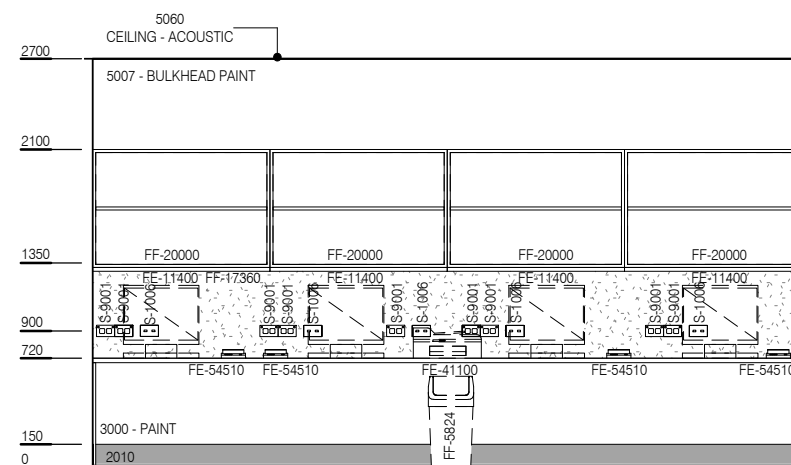 5060
CEILING - ACOUSTIC
2700
5007 - BULKHEAD PAINT
2100
1350
FF-20000 FF-20000 FF-20000 FF-20000
FE-11400 FF-17360 FE-11400 FE-11400 FE-11400
S-9001 S-9001 S-1006 S-9001 S-9001 S-1006 S-9001 S-1006 S-9001 S-9001 S-1006 S-9001 S-9001 S-1006
900
720
FE-54510 FE-54510 FE-41100 FE-54510 FE-54510
FF-5824
3000 - PAINT
150
2010
0